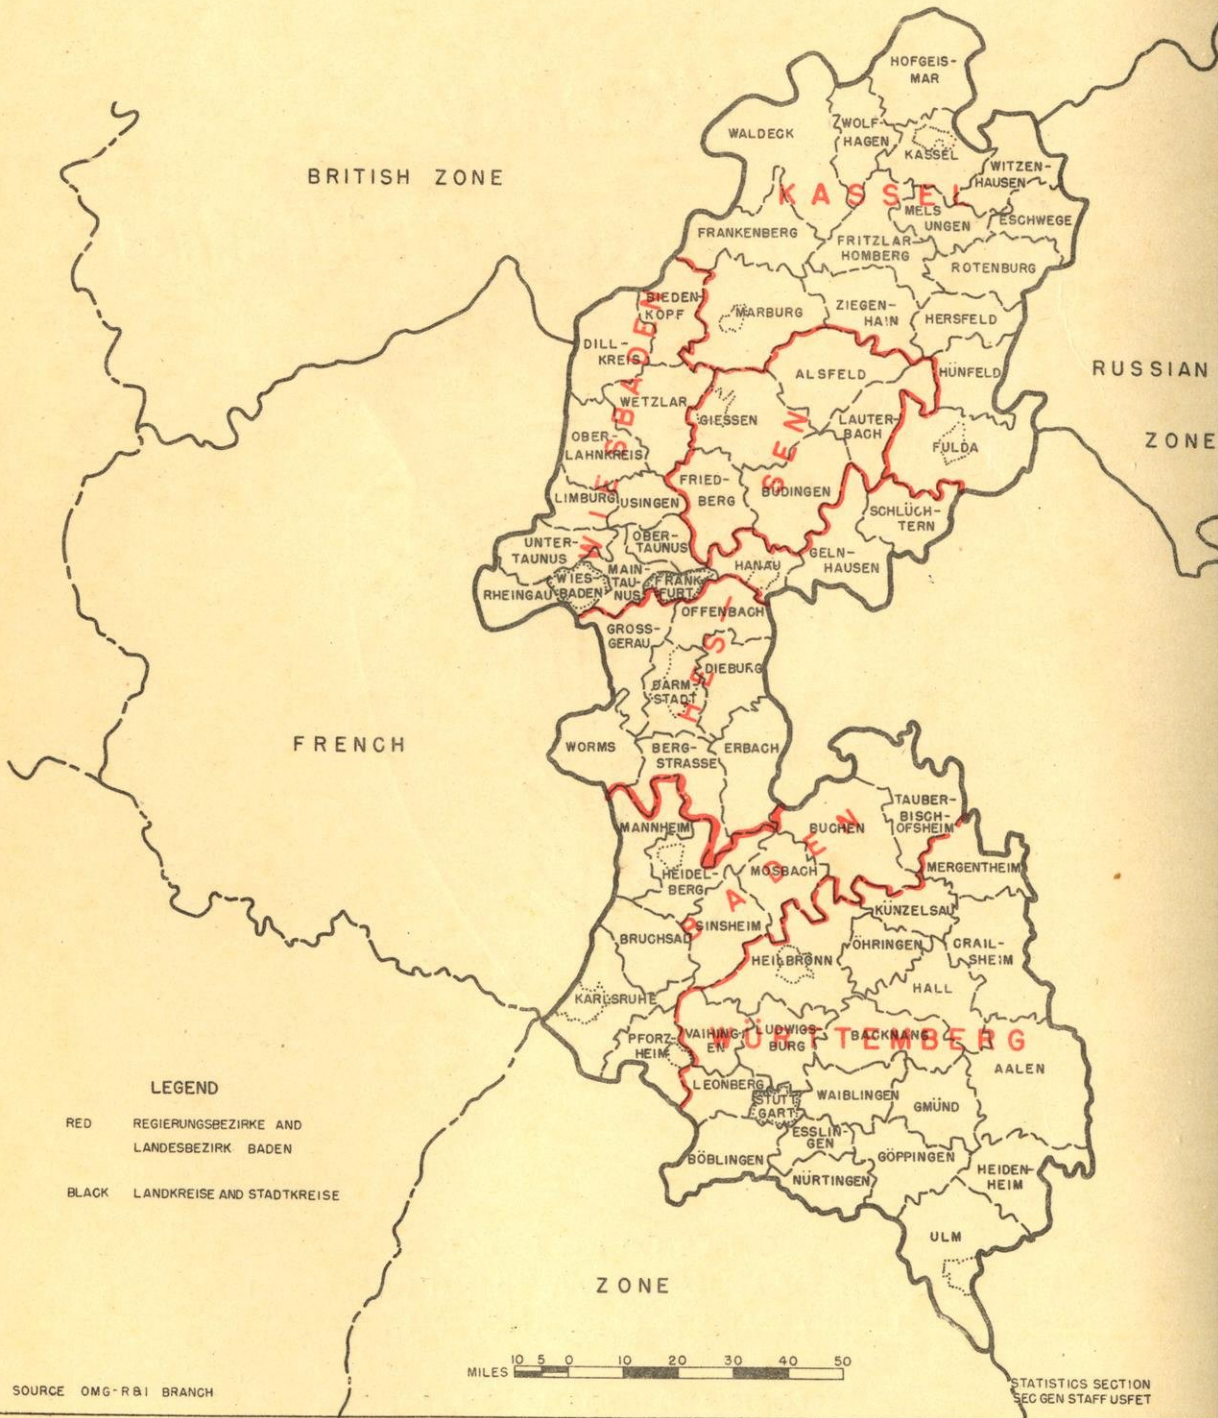 HOFGEIS-
MAR
WALDECK
WOLF-
HAGEN
KASSEL
WITZEN-
HAUSEN
BRITISH ZONE
KASSEL
MELS
UNGEN
ESCHWEGE
FRANKENBERG
FRITZLAR-
HOMBERG
ROTENBURG
BIEDEN-
KOPF
MARBURG
ZIEGEN-
HAIN
HERSFELD
DILL-
KREIS
ALSFELD
HÜNFELD
RUSSIAN
ZONE
WIESBADEN
WETZLAR
GIESSEN
LAUTER-
BACH
FULDA
OBER-
LAHNKREIS
FRIED-
BERG
BÜDINGEN
LIMBURG
USINGEN
SCHLÜCH-
TERN
UNTER-
TAUNUS
OBER-
TAUNUS
HANAU
GELN-
HAUSEN
RHEINGAU
WIES-
BADEN
MAIN-
TAU-
NUS
FRANK
FURT
OFFENBACH
GROSS-
GERAU
HES-
SEN
DIEBURG
DARM-
STADT
FRENCH
WORMS
BERG-
STRASSE
ERBACH
TAUBER-
BISCH-
OFSHEIM
MANNHEIM
BUCHEN
BADEN
MOSBACH
MERGENTHEIM
HEIDEL-
BERG
KÜNZELSAU
SINSHEIM
BRUCHSAL
HEILBRONN
ÖHRINGEN
CRAIL-
SHEIM
HALL
KARLSRUHE
PFORZ-
HEIM
VAIHING-
EN
LUDWIGS-
BURG
BACKNANG
WÜRTTEMBERG
AALEN
LEONBERG
STUTT
GART
WAIBLINGEN
GMÜND
ESSLIN-
GEN
BÖBLINGEN
GÖPPINGEN
NÜRTINGEN
HEIDEN-
HEIM
ULM
ZONE
LEGEND
RED REGIERUNGSBEZIRKE AND
LANDESBEZIRK BADEN
BLACK LANDKREISE AND STADTKREISE
MILES 10 5 0 10 20 30 40 50
SOURCE OMG-R&I BRANCH
STATISTICS SECTION
SEC GEN STAFF USFET